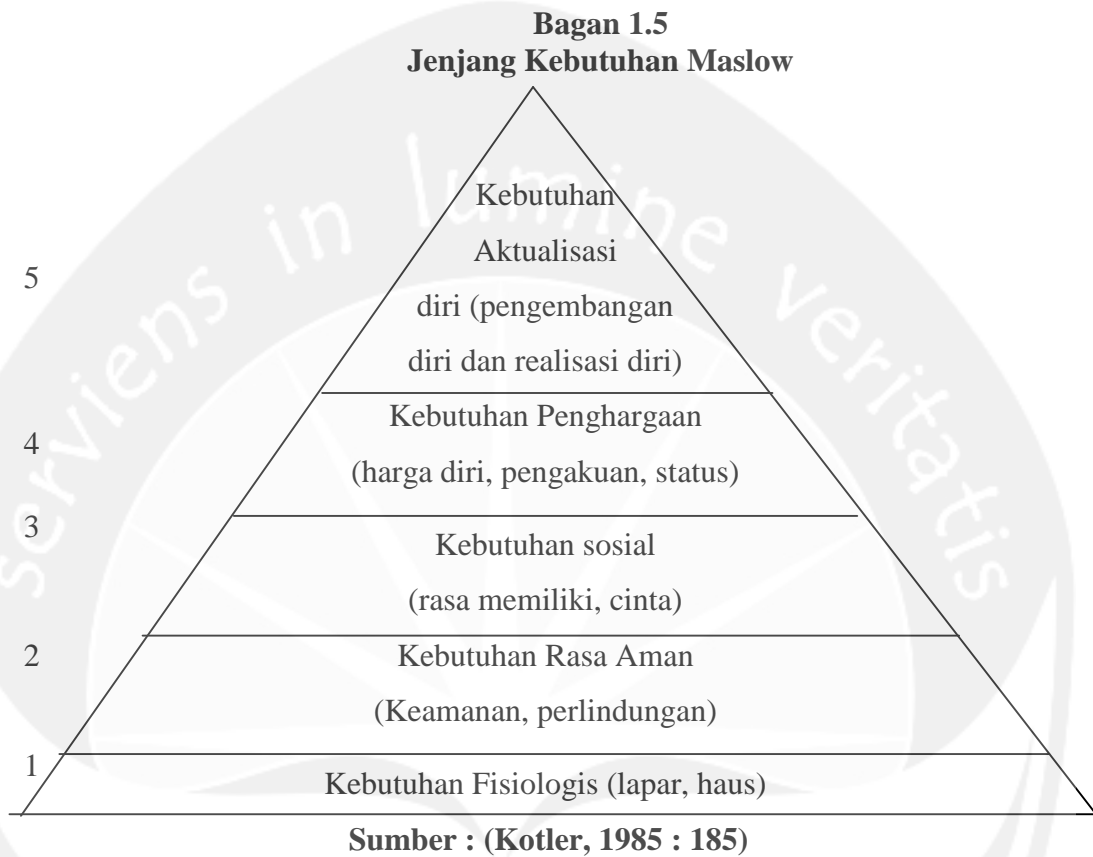 Bagan 1.5
Jenjang Kebutuhan Maslow
Kebutuhan
Aktualisasi
5
diri (pengembangan
diri dan realisasi diri)
Kebutuhan Penghargaan
4
(harga diri, pengakuan, status)
3
Kebutuhan sosial
(rasa memiliki, cinta)
2
Kebutuhan Rasa Aman
(Keamanan, perlindungan)
1
Kebutuhan Fisiologis (lapar, haus)
Sumber : (Kotler, 1985 : 185)
serviens in lumine veritatis